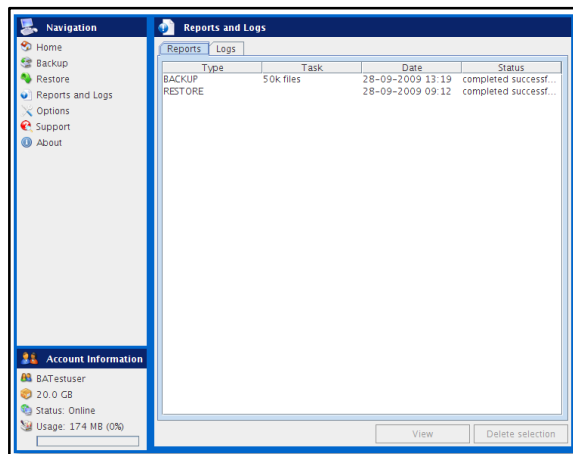 Navigation
Home
Backup
Restore
Reports and Logs
Options
Support
About
Account Information
BATestuser
20.0 GB
Status: Online
Usage: 174 MB (0%)
Reports and Logs
Reports Logs
Type Task Date Status
BACKUP 50k files 28-09-2009 13:19 completed successf...
RESTORE 28-09-2009 09:12 completed successf...
View Delete selection